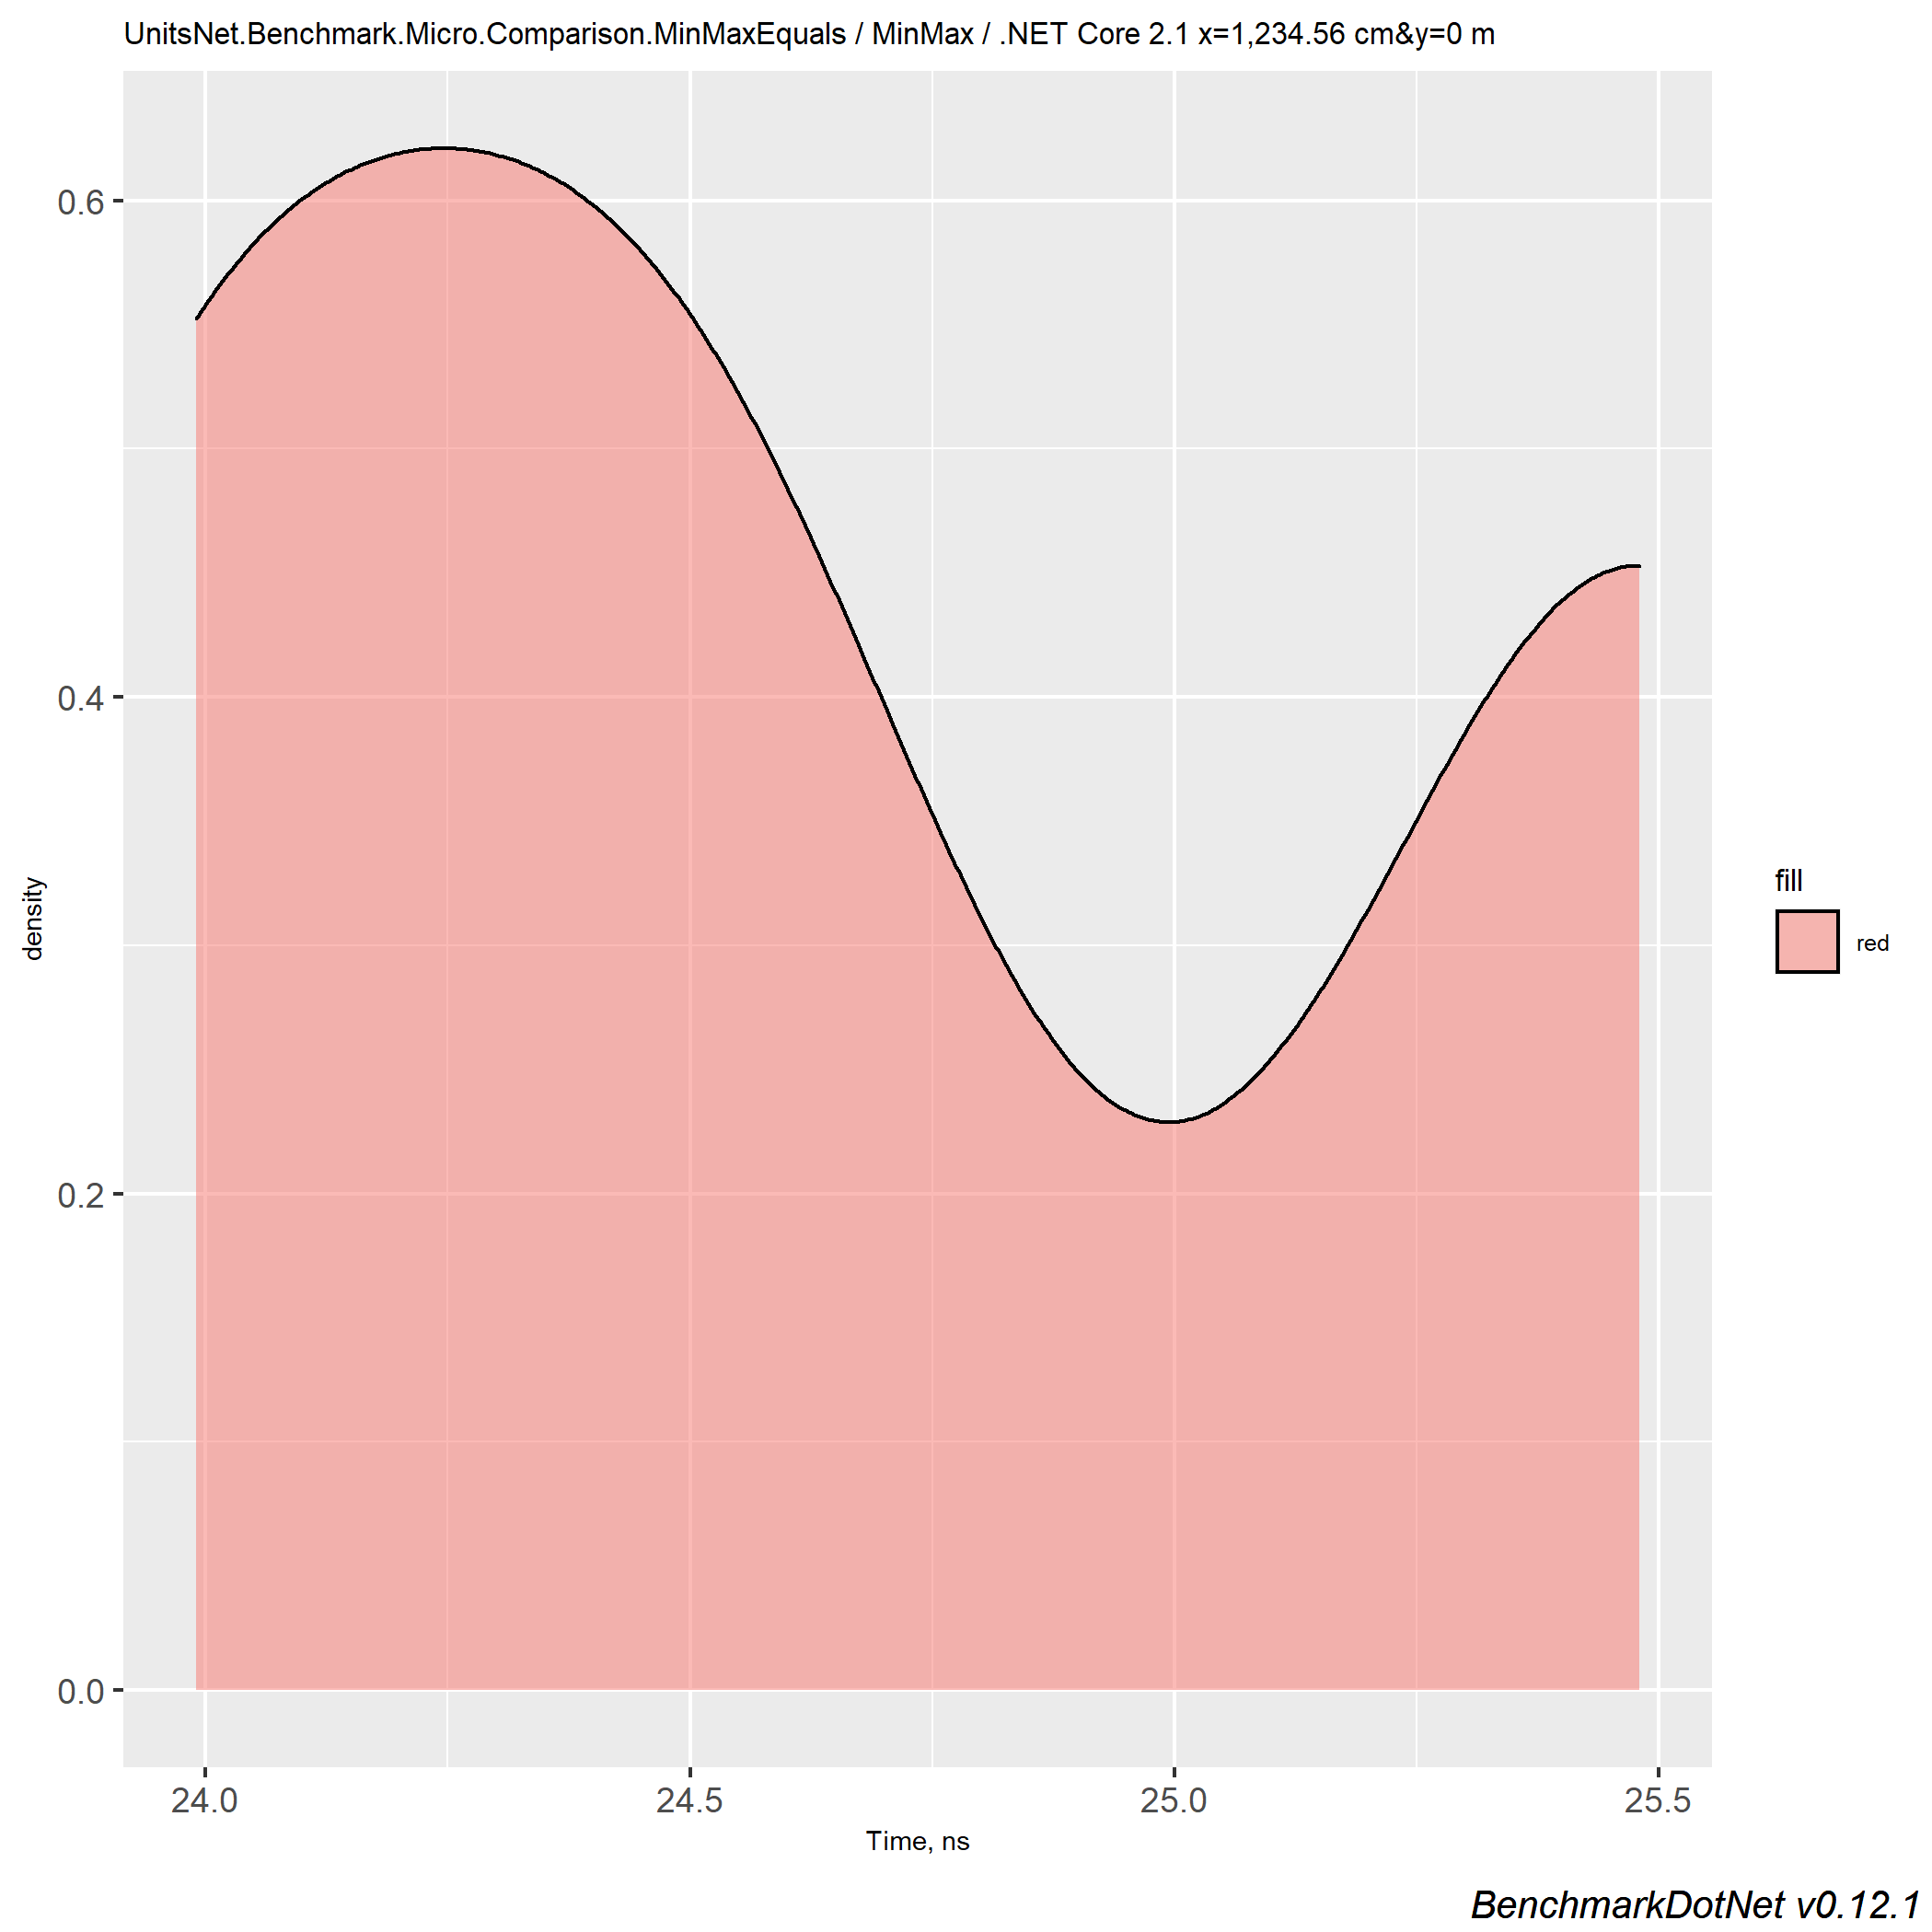 UnitsNet.Benchmark.Micro.Comparison.MinMaxEquals / MinMax / .NET Core 2.1 x=1,234.56 cm&y=0 m
0.6
0.4
0.2
0.0
density
24.0 24.5 25.0 25.5
Time, ns
fill
red
BenchmarkDotNet v0.12.1